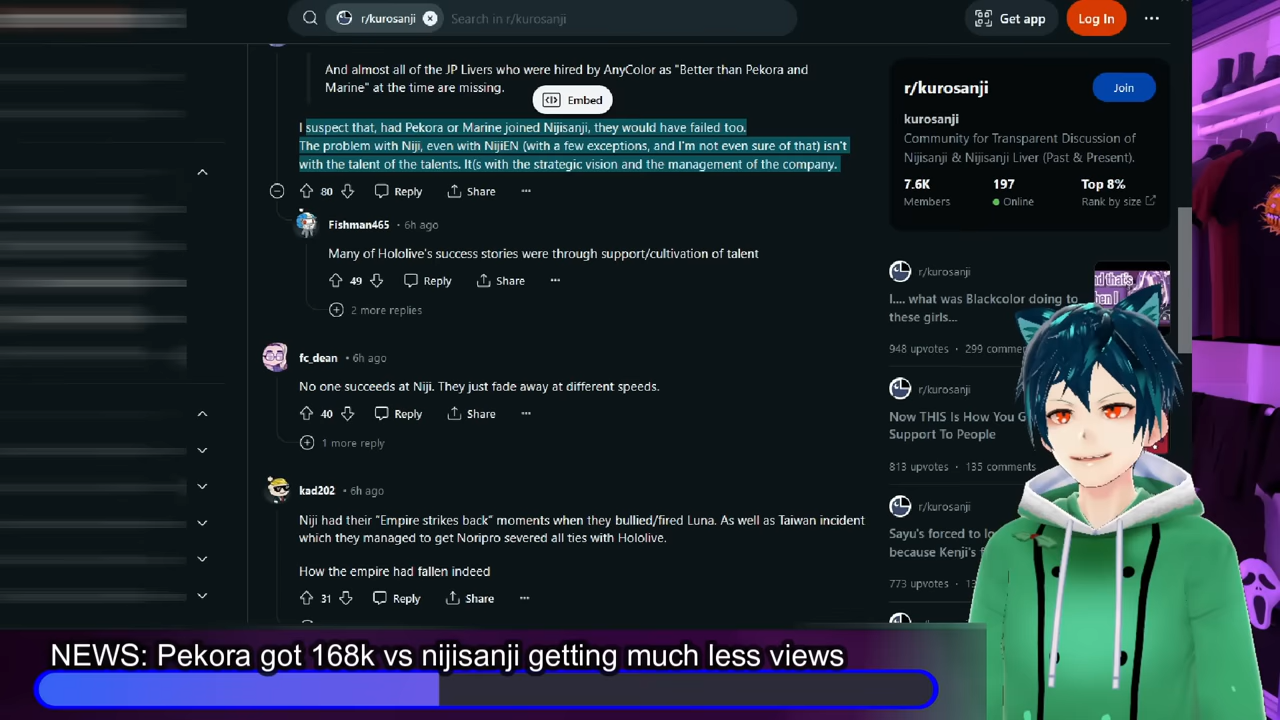 r/kurosanji
Search in r/kurosanji
Get app
Log In
And almost all of the JP Livers who were hired by AnyColor as "Better than Pekora and
Marine" at the time are missing.
Embed
I suspect that, had Pekora or Marine joined Nijisanji, they would have failed too.
The problem with Niji, even with NijiEN (with a few exceptions, and I'm not even sure of that) isn't
with the talent of the talents. It(s with the strategic vision and the management of the company.
80
Reply
Share
Fishman465 • 6h ago
Many of Hololive's success stories were through support/cultivation of talent
49
Reply
Share
2 more replies
fc_dean • 6h ago
No one succeeds at Niji. They just fade away at different speeds.
40
Reply
Share
1 more reply
kad202 • 6h ago
Niji had their "Empire strikes back" moments when they bullied/fired Luna. As well as Taiwan incident
which they managed to get Noripro severed all ties with Hololive.
How the empire had fallen indeed
31
Reply
Share
r/kurosanji
Join
kurosanji
Community for Transparent Discussion of
Nijisanji & Nijisanji Liver (Past & Present).
7.6K
197
Top 8%
Members
Online
Rank by size
r/kurosanji
I.... what was Blackcolor doing to
these girls...
948 upvotes • 299
r/kurosanji
Now THIS Is How You
Support To People
813 upvotes • 135 comments
r/kurosanji
Sayu's forced to
because Kenji's
773 upvotes
NEWS: Pekora got 168k vs nijisanji getting much less views